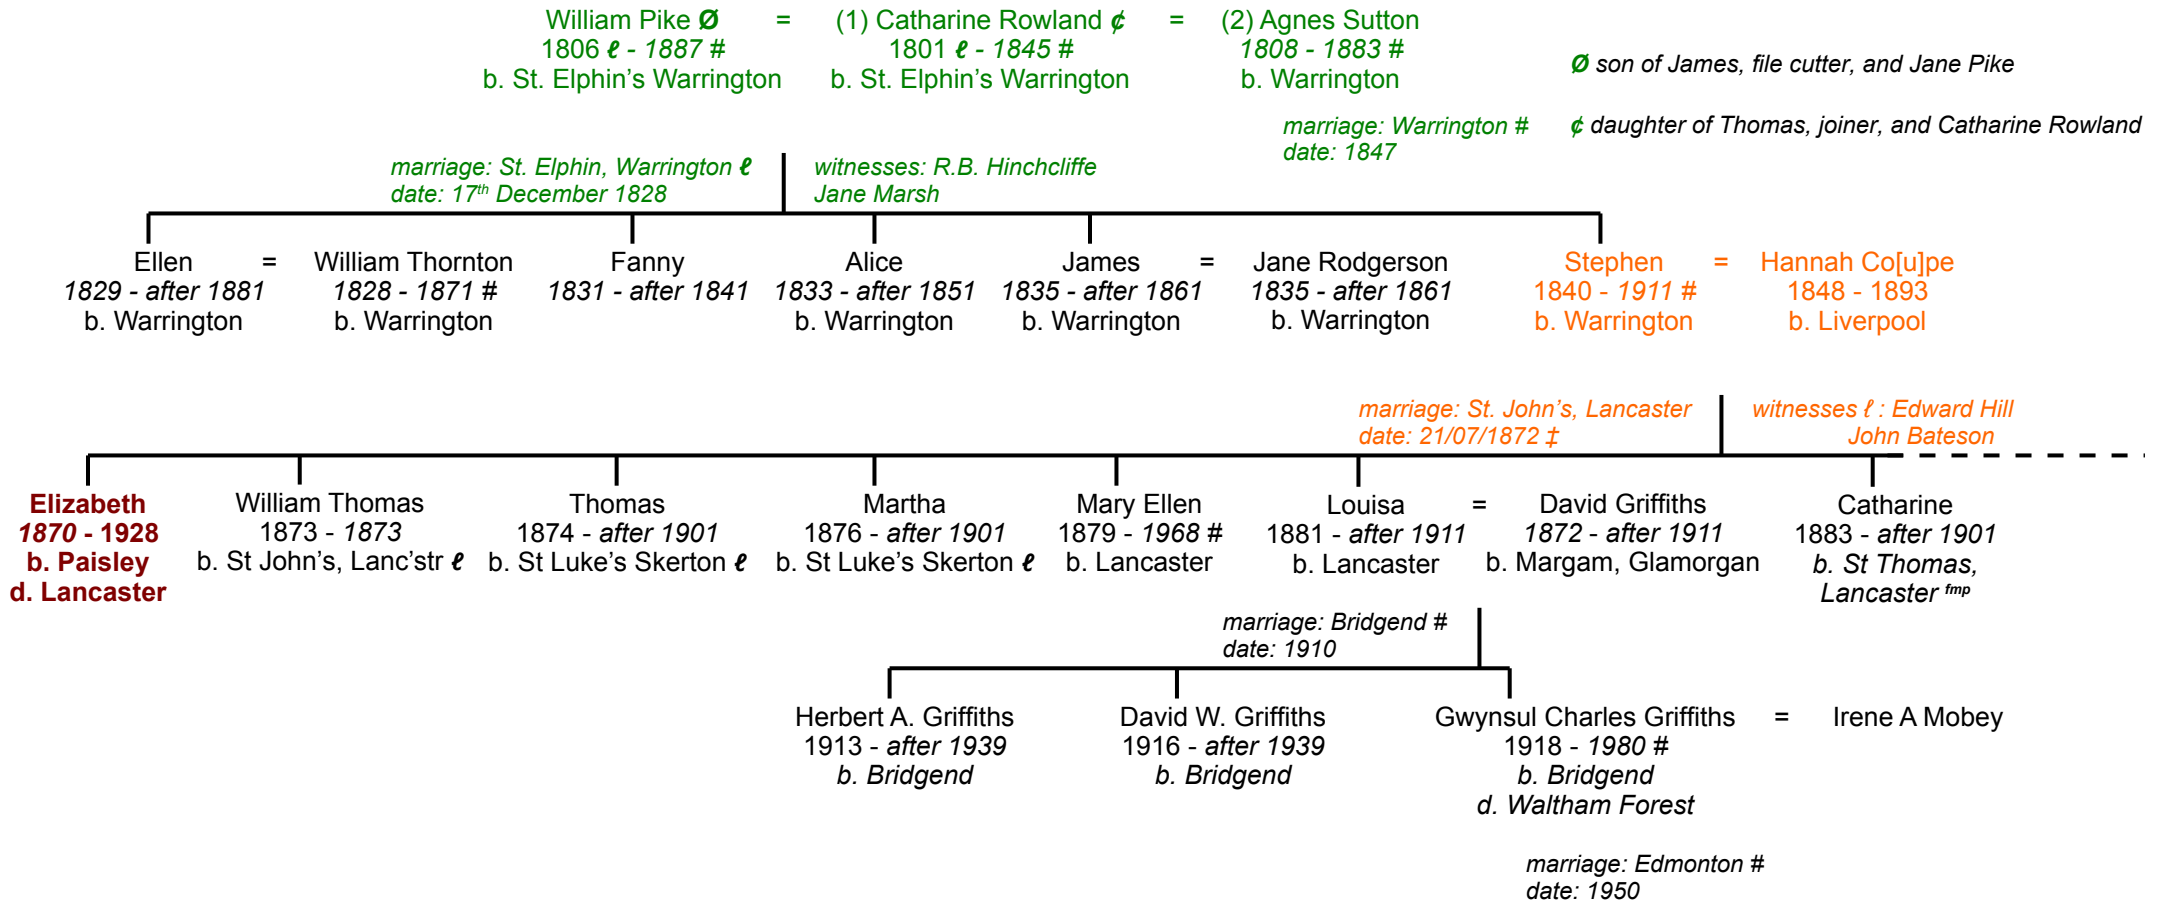 William Pike Ø = (1) Catharine Rowland ¢ = (2) Agnes Sutton
1806 ℓ - 1887 # 1801 ℓ - 1845 # 1808 - 1883 #
b. St. Elphin's Warrington b. St. Elphin's Warrington b. Warrington
Ø son of James, file cutter, and Jane Pike
¢ daughter of Thomas, joiner, and Catharine Rowland
marriage: Warrington #
date: 1847
marriage: St. Elphin, Warrington ℓ witnesses: R.B. Hinchcliffe
date: 17th December 1828 Jane Marsh
Ellen = William Thornton Fanny Alice James = Jane Rodgerson Stephen = Hannah Co[u]pe
1829 - after 1881 1828 - 1871 # 1831 - after 1841 1833 - after 1851 1835 - after 1861 1835 - after 1861 1840 - 1911 # 1848 - 1893
b. Warrington b. Warrington b. Warrington b. Warrington b. Warrington b. Warrington b. Liverpool
marriage: St. John's, Lancaster witnesses ℓ : Edward Hill
date: 21/07/1872 ‡ John Bateson
Elizabeth William Thomas Thomas Martha Mary Ellen Louisa = David Griffiths Catharine
1870 - 1928 1873 - 1873 1874 - after 1901 1876 - after 1901 1879 - 1968 # 1881 - after 1911 1872 - after 1911 1883 - after 1901
b. Paisley b. St John's, Lanc'str ℓ b. St Luke's Skerton ℓ b. St Luke's Skerton ℓ b. Lancaster b. Lancaster b. Margam, Glamorgan b. St Thomas,
d. Lancaster Lancaster fmp
marriage: Bridgend #
date: 1910
Herbert A. Griffiths David W. Griffiths Gwynsul Charles Griffiths = Irene A Mobey
1913 - after 1939 1916 - after 1939 1918 - 1980 #
b. Bridgend b. Bridgend b. Bridgend
d. Waltham Forest
marriage: Edmonton #
date: 1950